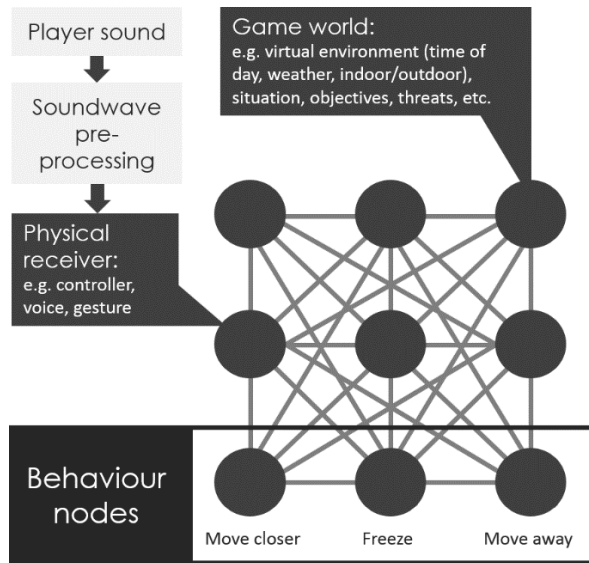 Player sound
Soundwave
pre-
processing
Physical
receiver:
e.g. controller,
voice, gesture
Game world:
e.g. virtual environment (time of
day, weather, indoor/outdoor),
situation, objectives, threats, etc.
Behaviour
nodes
Move closer
Freeze
Move away